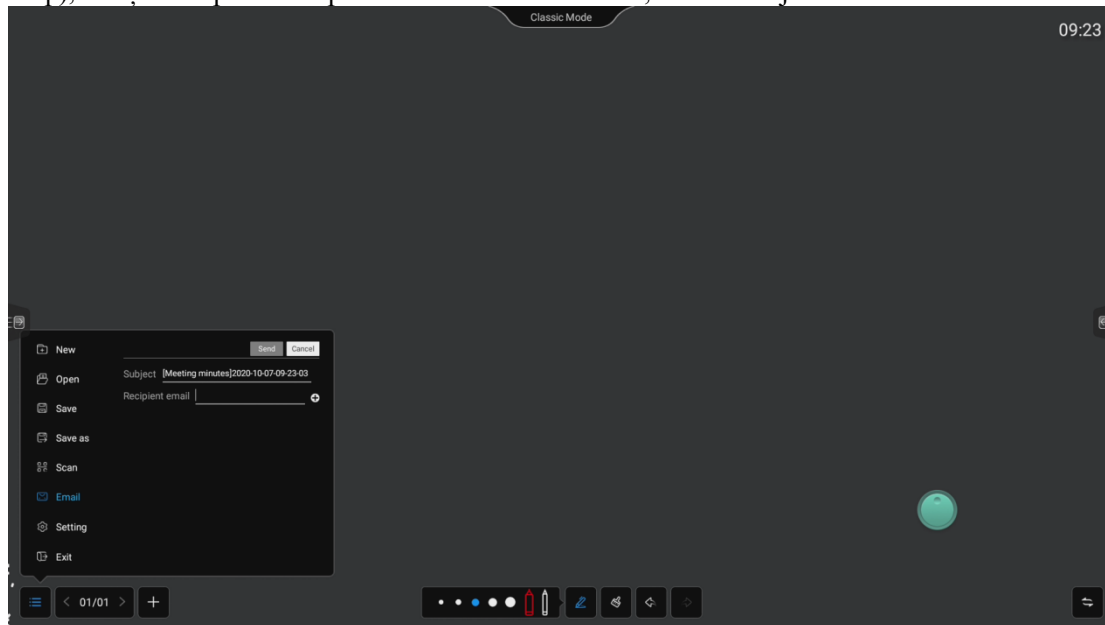 Classic Mode
09:23
New
Send Cancel
Subject [Meeting minutes]2020-10-07-09-23-03
Open
Recipient email
Save
Save as
Scan
Email
Setting
Exit
01/01